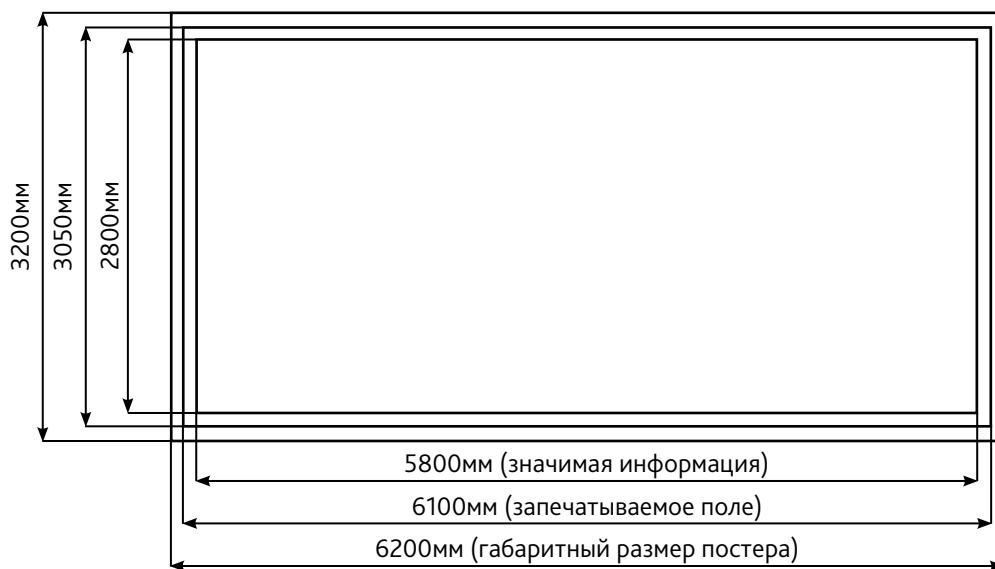 3200мм
3050мм
2800мм
5800мм (значимая информация)
6100мм (запечатываемое поле)
6200мм (габаритный размер постера)